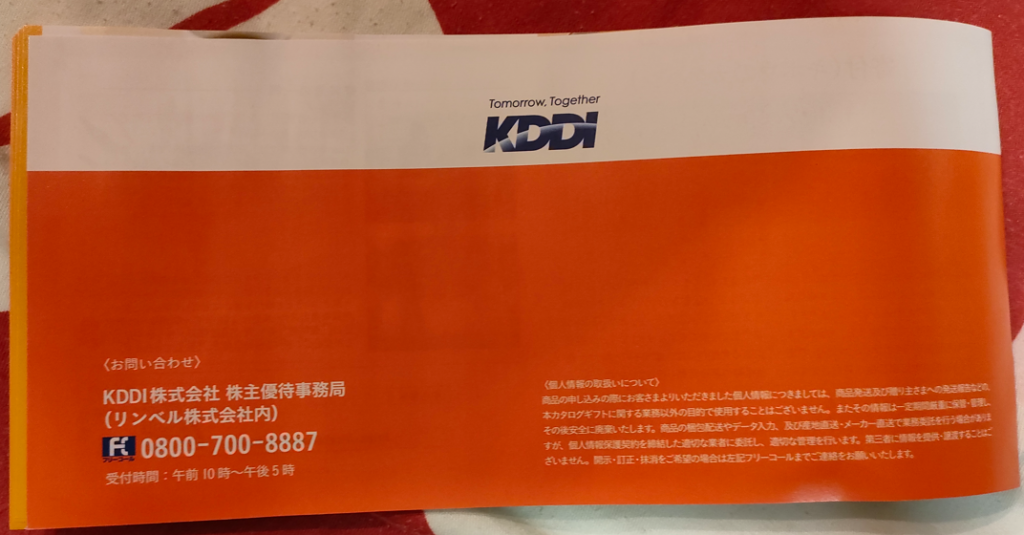 Tomorrow, Together
KDDI
〈お問い合わせ〉
KDDI株式会社 株主優待事務局
(リンベル株式会社内)
フリーコール
0800-700-8887
受付時間：午前10時～午後5時
〈個人情報の取扱いについて〉
商品の申し込みの際にお客さまよりいただきました個人情報につきましては、商品発送及び贈り主さまへの発送報告などの、
本カタログギフトに関する業務以外の目的で使用することはございません。またその情報は一定期間厳重に保管・管理し、
その後安全に廃棄いたします。商品の梱包配送やデータ入力、及び産地直送・メーカー直送で業務委託を行う場合がありま
すが、個人情報保護契約を締結した適切な業者に委託し、適切な管理を行います。第三者に情報を提供・譲渡することはご
ざいません。開示・訂正・抹消をご希望の場合は左記フリーコールまでご連絡をお願いいたします。